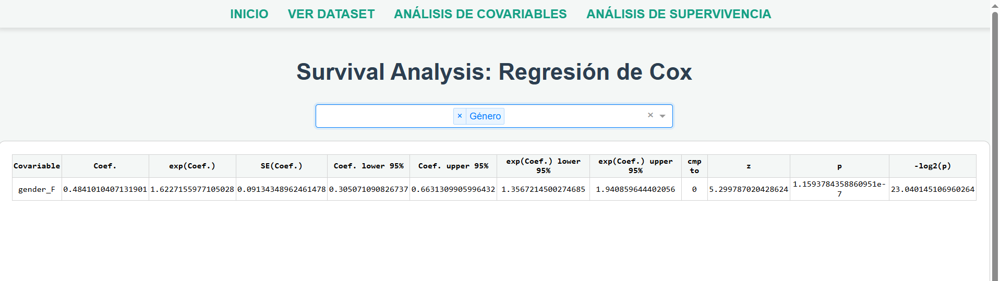 INICIO VER DATASET ANÁLISIS DE COVARIABLES ANÁLISIS DE SUPERVIVENCIA
Survival Analysis: Regresión de Cox
× Género × 
Covariable Coef. exp(Coef.) SE(Coef.) Coef. lower 95% Coef. upper 95% exp(Coef.) lower 95% exp(Coef.) upper 95% cmp to z p -log2(p)
gender_F 0.4841010407131901 1.6227155977105028 0.09134348962461478 0.305071090826737 0.6631309905996432 1.3567214500274685 1.940859644402056 0 5.299787020428624 1.1593784358860951e-7 23.040145106960264